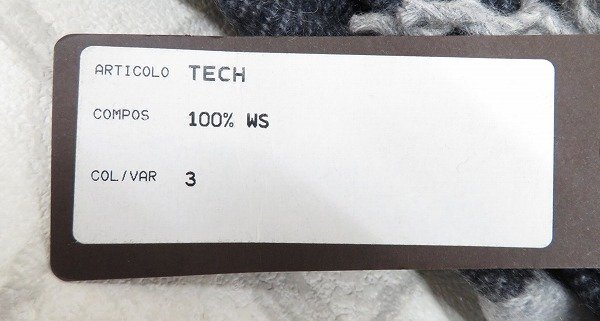 ARTICOLO TECH
COMPOS 100% WS
COL/VAR 3